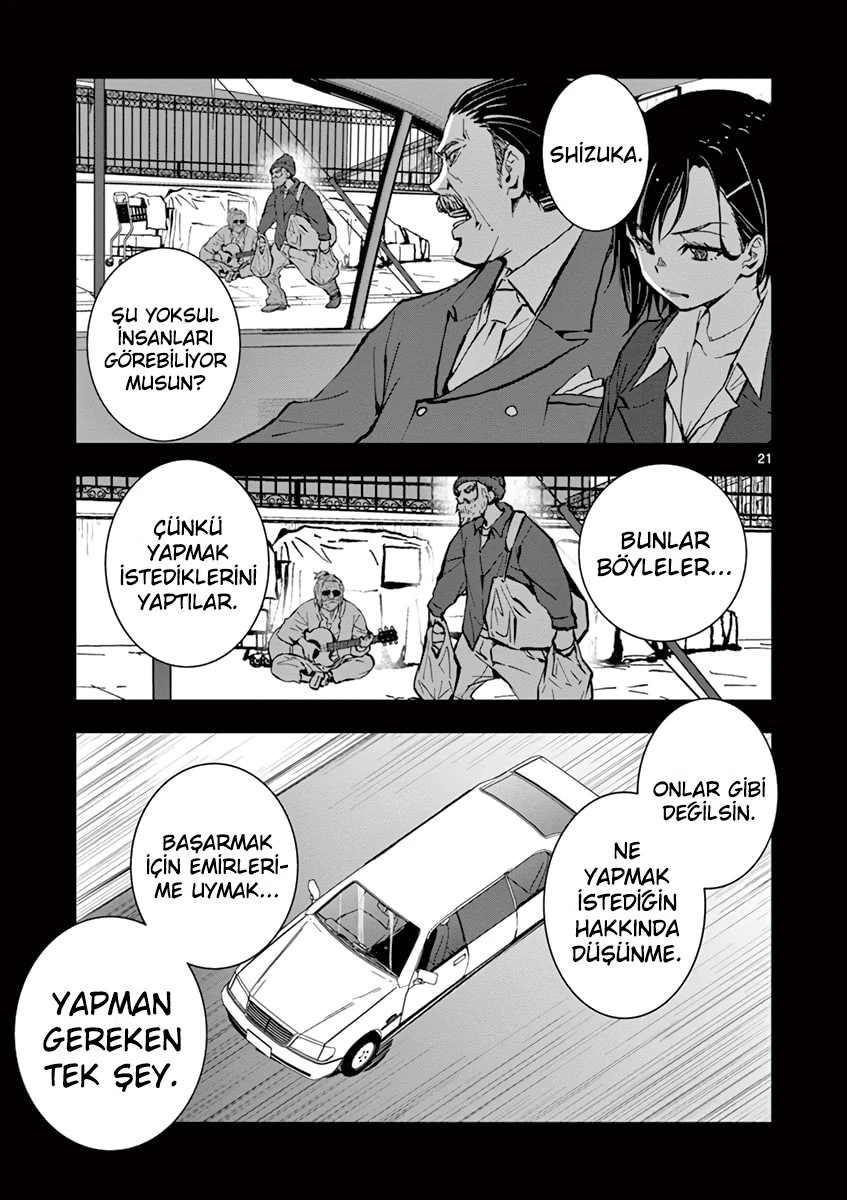 SHIZUKA.
ŞU YOKSUL
İNSANLARI
GÖREBİLİYOR
MUSUN?
21
BUNLAR
BÖYLELER...
ÇÜNKÜ
YAPMAK
İSTEDİKLERİNİ
YAPTILAR.
ONLAR GİBİ
DEĞİLSİN.
NE
YAPMAK
İSTEDİĞİN
HAKKINDA
DÜŞÜNME.
BAŞARMAK
İÇİN EMİRLERİ-
ME UYMAK...
YAPMAN
GEREKEN
TEK ŞEY.